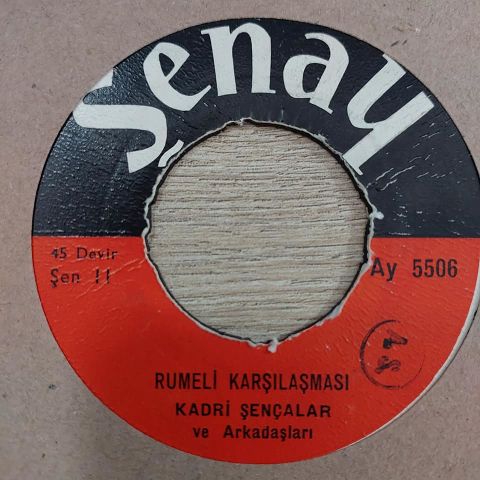 Şenay
45 Devir
Şen 11
Ay 5506
RUMELİ KARŞILAŞMASI
KADRİ ŞENÇALAR
ve Arkadaşları